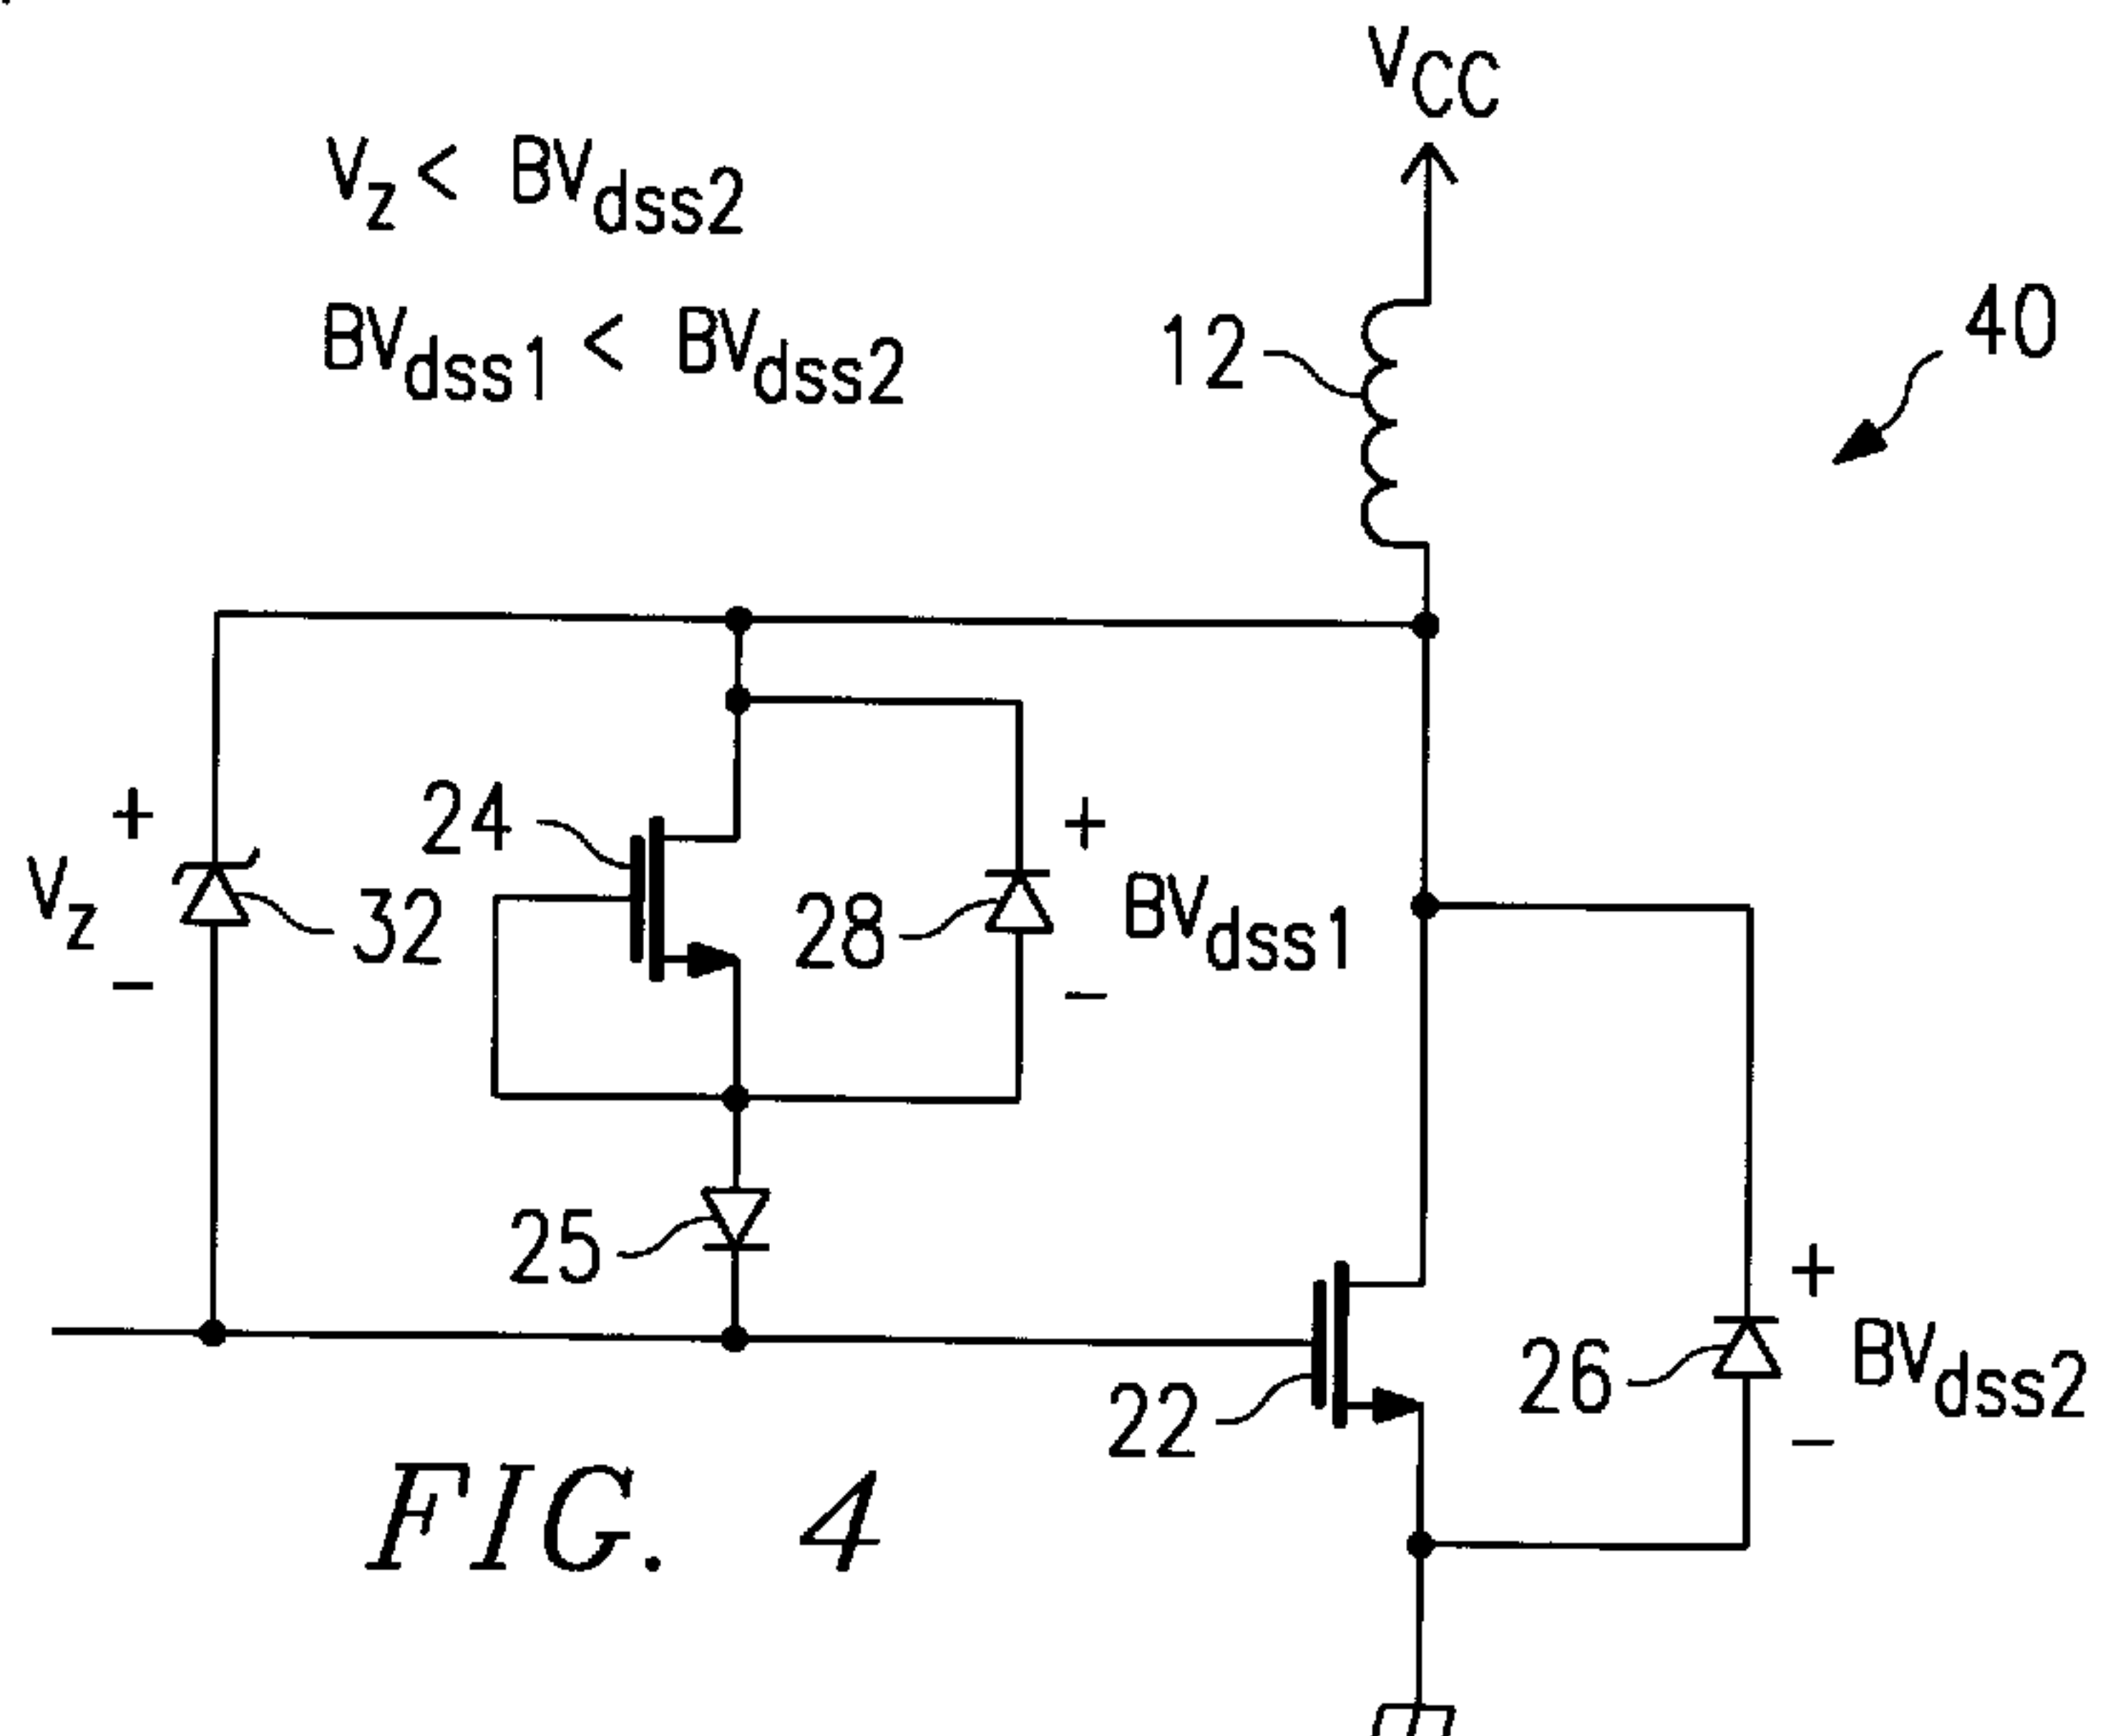 VCC
Vz < BVdss2
BVdss1 < BVdss2
12
40
+
+
24
Vz
32
28
BVdss1
−
−
25
+
26
BVdss2
22
−
FIG. 4